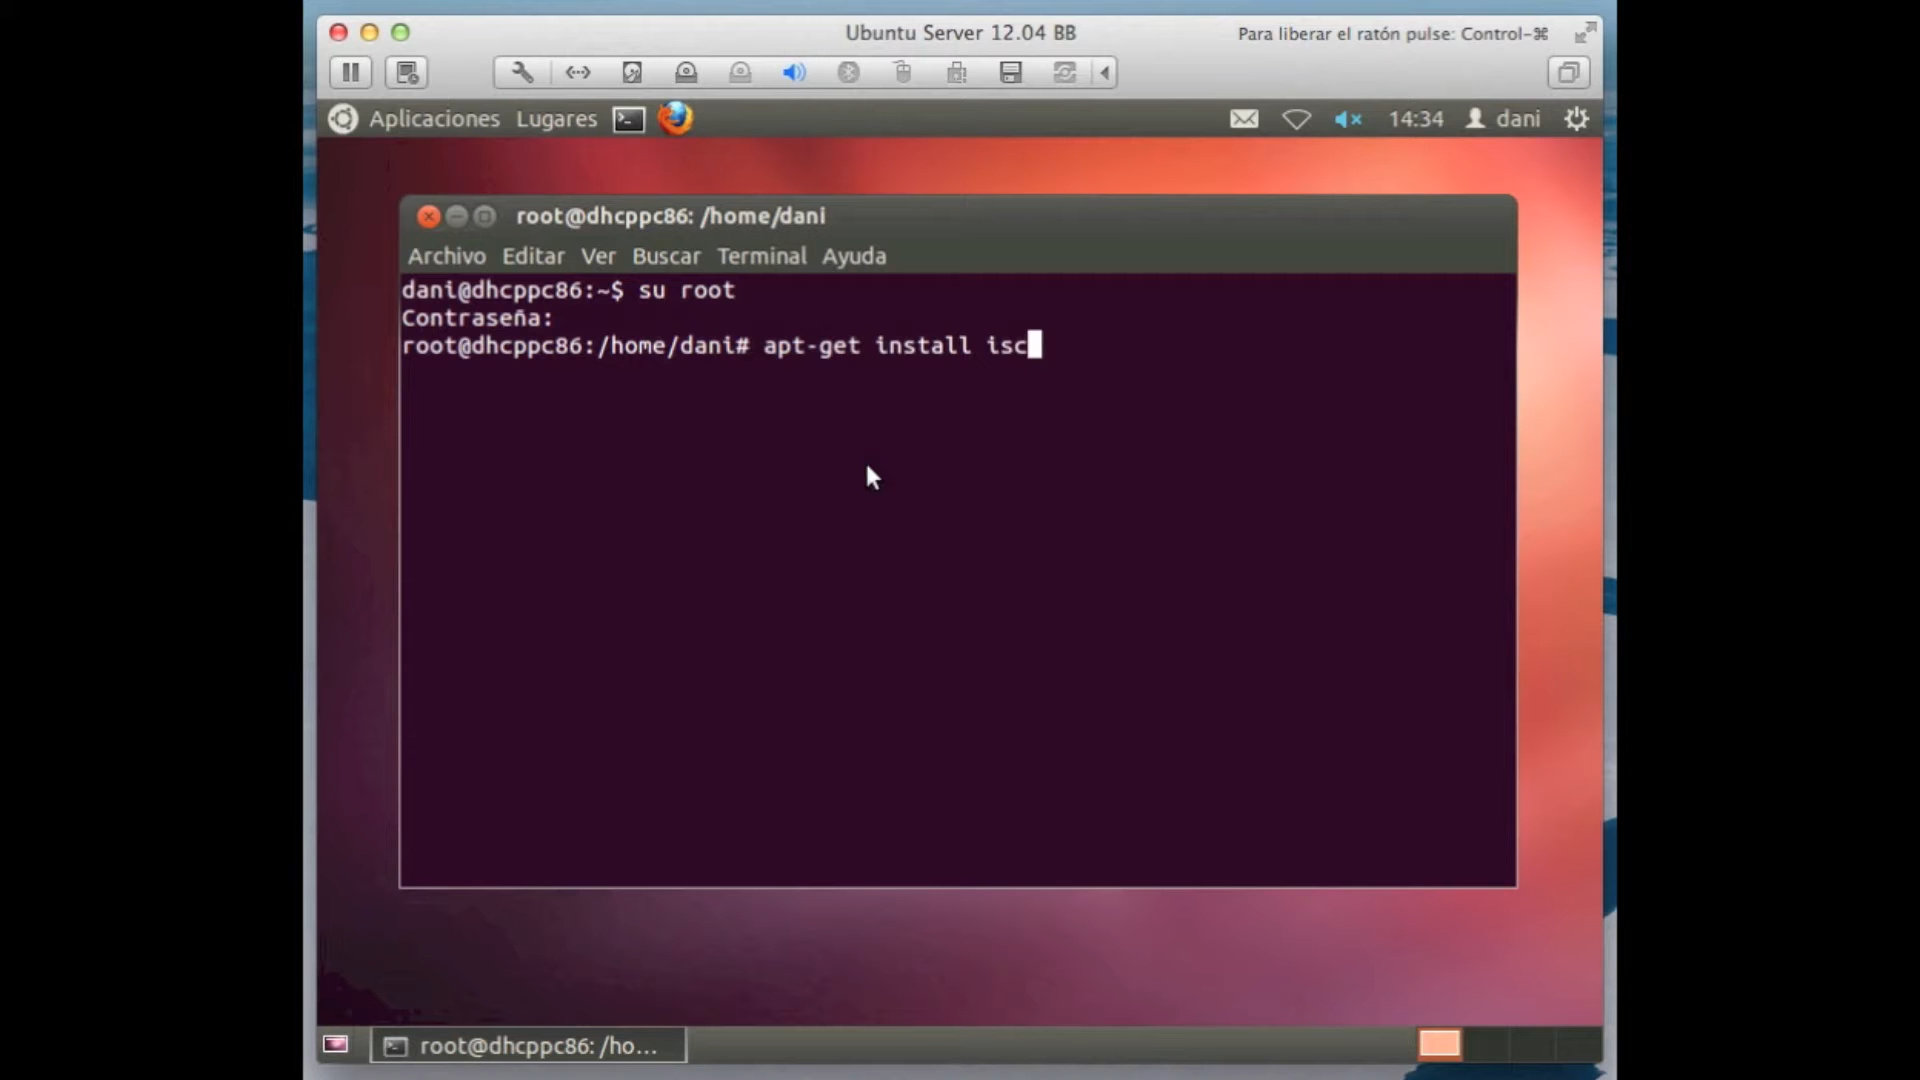 Ubuntu Server 12.04 BB
Para liberar el ratón pulse: Control-⌘
Aplicaciones Lugares
14:34 dani
root@dhcppc86: /home/dani
Archivo Editar Ver Buscar Terminal Ayuda
dani@dhcppc86:~$ su root
Contraseña:
root@dhcppc86:/home/dani# apt-get install isc
root@dhcppc86: /ho...